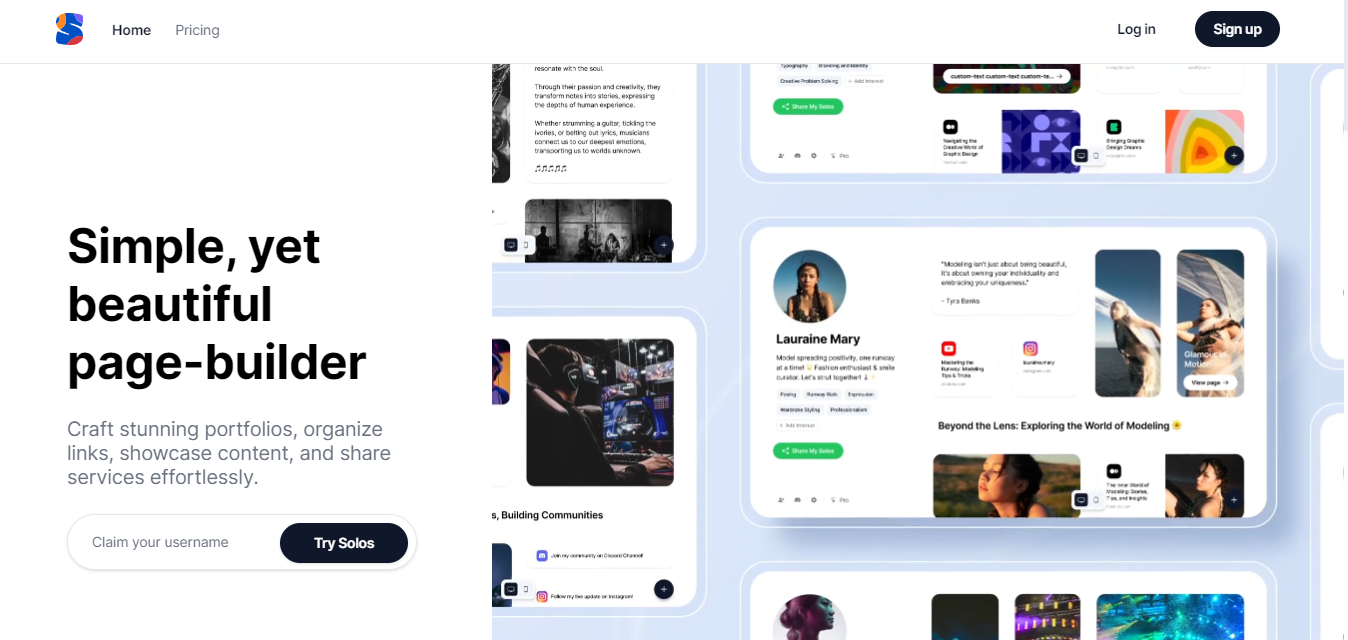 Home
Pricing
Log in
Sign up
Simple, yet
beautiful
page-builder
Craft stunning portfolios, organize
links, showcase content, and share
services effortlessly.
Claim your username
Try Solos
resonate with the soul.
Through their passion and creativity, they
transform notes into stories, expressing
the depths of human experience.
Whether strumming a guitar, tickling the
ivories, or belting out lyrics, musicians
connect us to our deepest emotions,
transporting us to worlds unknown.
s, Building Communities
Join my community on Discord Channel!
Follow my live update on Instagram!
Typography
Branding and Identity
Creative Problem Solving
+ Add Interest
Share My Solos
Pro
custom-text custom-text custom-te... →
Navigating the
Creative World of
Graphic Design
Bringing Graphic
Design Dreams
Lauraine Mary
Model spreading positivity, one runway
at a time! Fashion enthusiast & smile
curator. Let's strut together!
Posing
Runway Walk
Expression
Wardrobe Styling
Professionalism
+ Add Interest
Share My Solos
Pro
"Modeling isn't just about being beautiful,
it's about owning your individuality and
embracing your uniqueness."
- Tyra Banks
Mastering the
Runway: Modeling
Tips & Tricks
youtube.com
laurainemary
instagram.com
Glamour in
Motion
View page →
Beyond the Lens: Exploring the World of Modeling
The Inner World of
Modeling: Stories,
Tips, and Insights